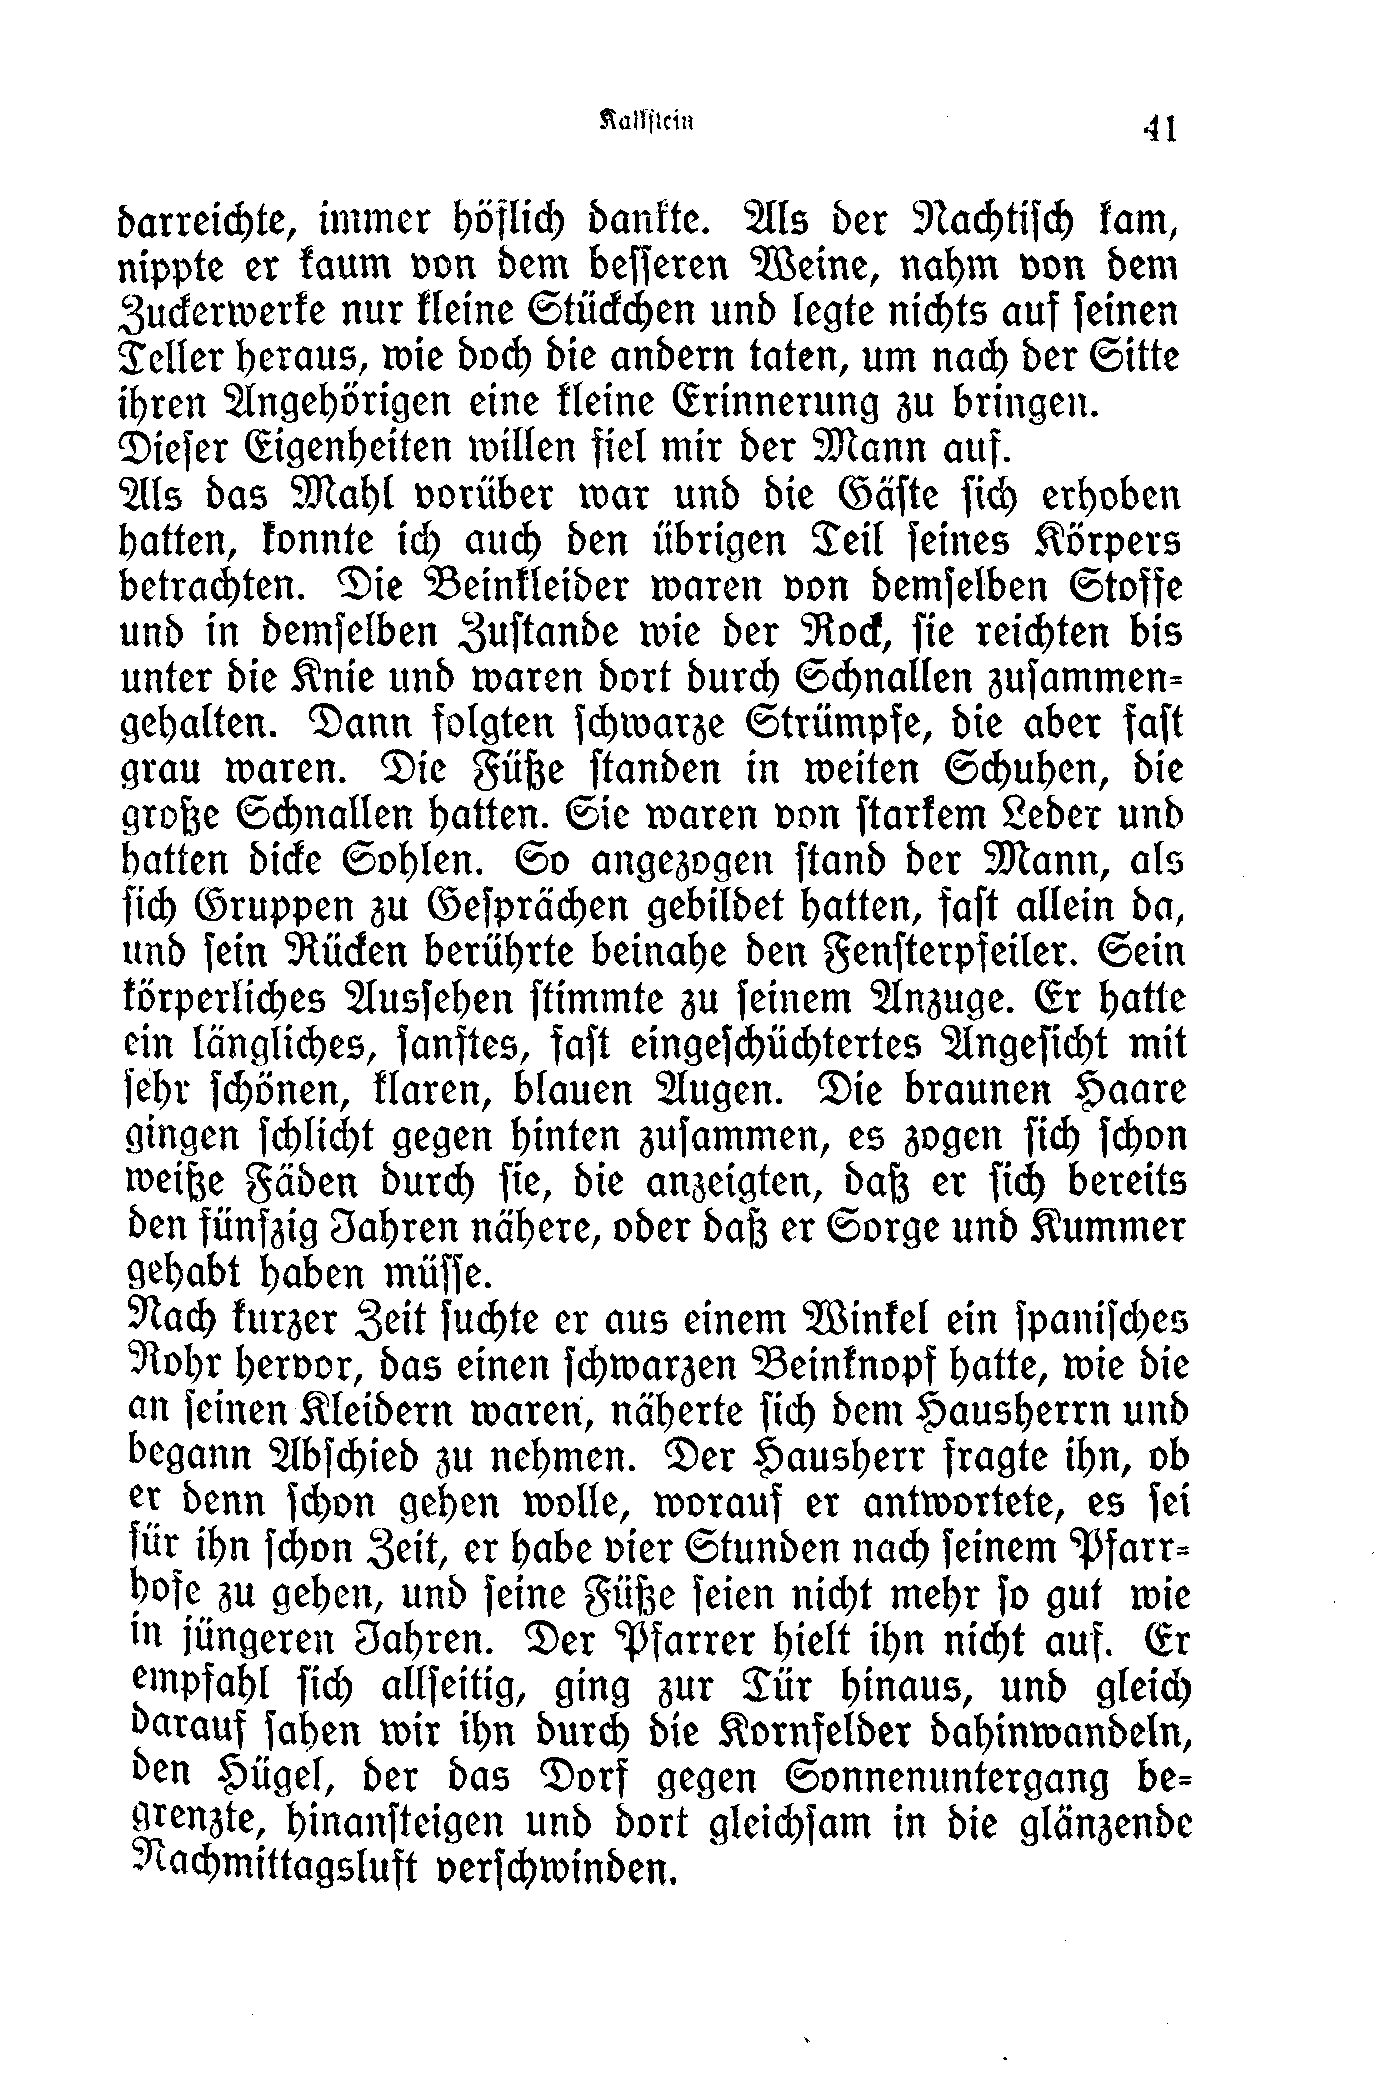 Kalkstein 41
darreichte, immer höflich dankte. Als der Nachtisch kam,
nippte er kaum von dem besseren Weine, nahm von dem
Zuckerwerke nur kleine Stückchen und legte nichts auf seinen
Teller heraus, wie doch die andern taten, um nach der Sitte
ihren Angehörigen eine kleine Erinnerung zu bringen.
Dieser Eigenheiten willen fiel mir der Mann auf.
Als das Mahl vorüber war und die Gäste sich erhoben
hatten, konnte ich auch den übrigen Teil seines Körpers
betrachten. Die Beinkleider waren von demselben Stoffe
und in demselben Zustande wie der Rock, sie reichten bis
unter die Knie und waren dort durch Schnallen zusammen-
gehalten. Dann folgten schwarze Strümpfe, die aber fast
grau waren. Die Füße standen in weiten Schuhen, die
große Schnallen hatten. Sie waren von starkem Leder und
hatten dicke Sohlen. So angezogen stand der Mann, als
sich Gruppen zu Gesprächen gebildet hatten, fast allein da,
und sein Rücken berührte beinahe den Fensterpfeiler. Sein
körperliches Aussehen stimmte zu seinem Anzuge. Er hatte
ein längliches, sanftes, fast eingeschüchtertes Angesicht mit
sehr schönen, klaren, blauen Augen. Die braunen Haare
gingen schlicht gegen hinten zusammen, es zogen sich schon
weiße Fäden durch sie, die anzeigten, daß er sich bereits
den fünfzig Jahren nähere, oder daß er Sorge und Kummer
gehabt haben müsse.
Nach kurzer Zeit suchte er aus einem Winkel ein spanisches
Rohr hervor, das einen schwarzen Beinknopf hatte, wie die
an seinen Kleidern waren, näherte sich dem Hausherrn und
begann Abschied zu nehmen. Der Hausherr fragte ihn, ob
er denn schon gehen wolle, worauf er antwortete, es sei
für ihn schon Zeit, er habe vier Stunden nach seinem Pfarr-
hofe zu gehen, und seine Füße seien nicht mehr so gut wie
in jüngeren Jahren. Der Pfarrer hielt ihn nicht auf. Er
empfahl sich allseitig, ging zur Tür hinaus, und gleich
darauf sahen wir ihn durch die Kornfelder dahinwandeln,
den Hügel, der das Dorf gegen Sonnenuntergang be-
grenzte, hinansteigen und dort gleichsam in die glänzende
Nachmittagsluft verschwinden.